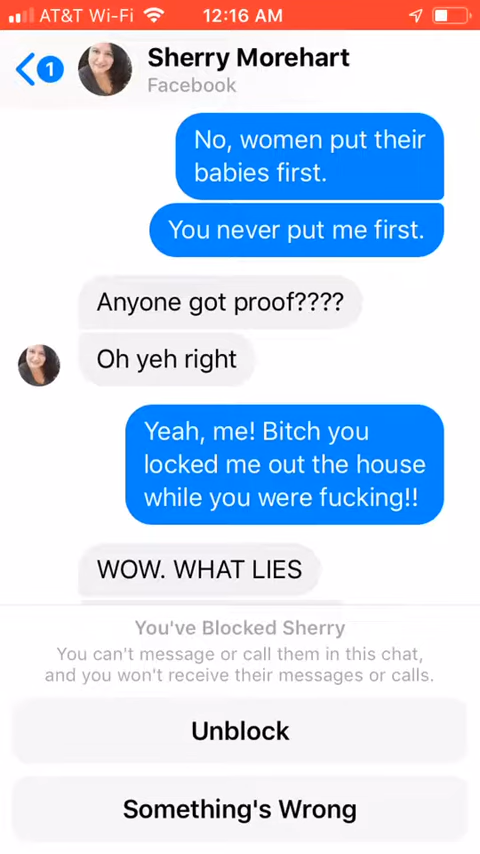 AT&T Wi-Fi 12:16 AM
1 Sherry Morehart
Facebook
No, women put their
babies first.
You never put me first.
Anyone got proof????
Oh yeh right
Yeah, me! Bitch you
locked me out the house
while you were fucking!!
WOW. WHAT LIES
You've Blocked Sherry
You can't message or call them in this chat,
and you won't receive their messages or calls.
Unblock
Something's Wrong